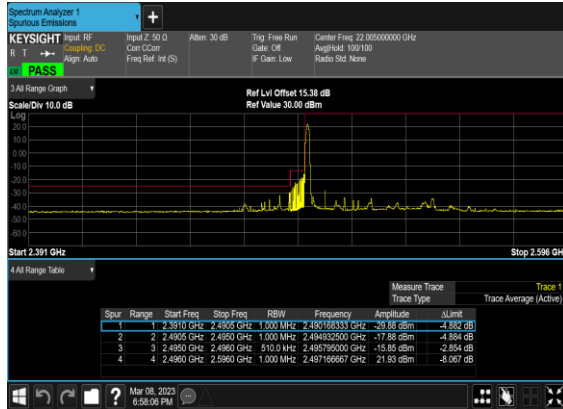 Spectrum Analyzer 1
Spurious Emissions
+
KEYSIGHT Input: RF Input Z: 50 Ω Atten: 30 dB Trig: Free Run Center Freq: 22.005000000 GHz
R T Coupling: DC Corr CCorr Gate: Off Avg|Hold: 100/100
Align: Auto Freq Ref: Int (S) IF Gain: Low Radio Std: None
LXI PASS
3 All Range Graph
Ref Lvl Offset 15.38 dB
Scale/Div 10.0 dB Ref Value 30.00 dBm
Log
20.0
10.0
0.00
-10.0
-20.0
-30.0
-40.0
-50.0
-60.0
Start 2.391 GHz Stop 2.596 GH
4 All Range Table
Measure Trace Trace 1
Trace Type Trace Average (Active)
Spur Range Start Freq Stop Freq RBW Frequency Amplitude ΔLimit
1 1 2.3910 GHz 2.4905 GHz 1.000 MHz 2.490168333 GHz -29.88 dBm -4.882 dB
2 2 2.4905 GHz 2.4950 GHz 1.000 MHz 2.494932500 GHz -17.88 dBm -4.884 dB
3 3 2.4950 GHz 2.4960 GHz 510.0 kHz 2.495795000 GHz -15.85 dBm -2.854 dB
4 4 2.4960 GHz 2.5960 GHz 1.000 MHz 2.497166667 GHz 21.93 dBm -8.067 dB
? Mar 08, 2023
6:58:06 PM